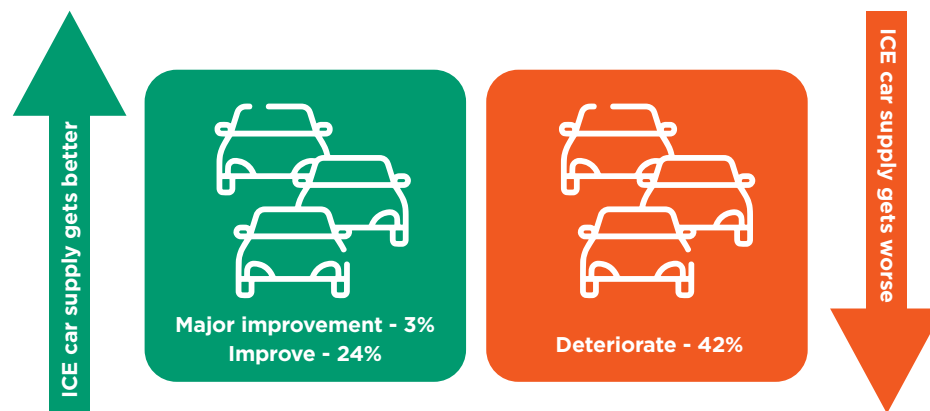 ICE car supply gets better
Major improvement - 3%
Improve - 24%
Deteriorate - 42%
ICE car supply gets worse